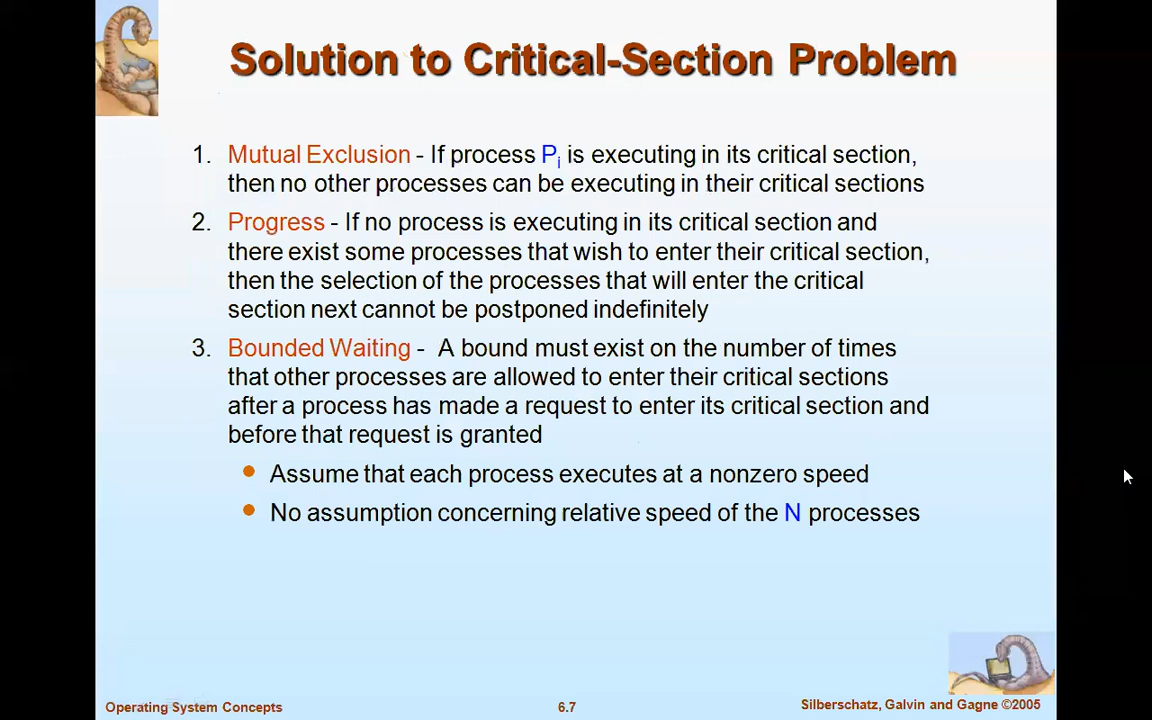 Solution to Critical-Section Problem
1. Mutual Exclusion - If process Pi is executing in its critical section,
then no other processes can be executing in their critical sections
2. Progress - If no process is executing in its critical section and
there exist some processes that wish to enter their critical section,
then the selection of the processes that will enter the critical
section next cannot be postponed indefinitely
3. Bounded Waiting - A bound must exist on the number of times
that other processes are allowed to enter their critical sections
after a process has made a request to enter its critical section and
before that request is granted
• Assume that each process executes at a nonzero speed
• No assumption concerning relative speed of the N processes
Operating System Concepts
6.7
Silberschatz, Galvin and Gagne ©2005